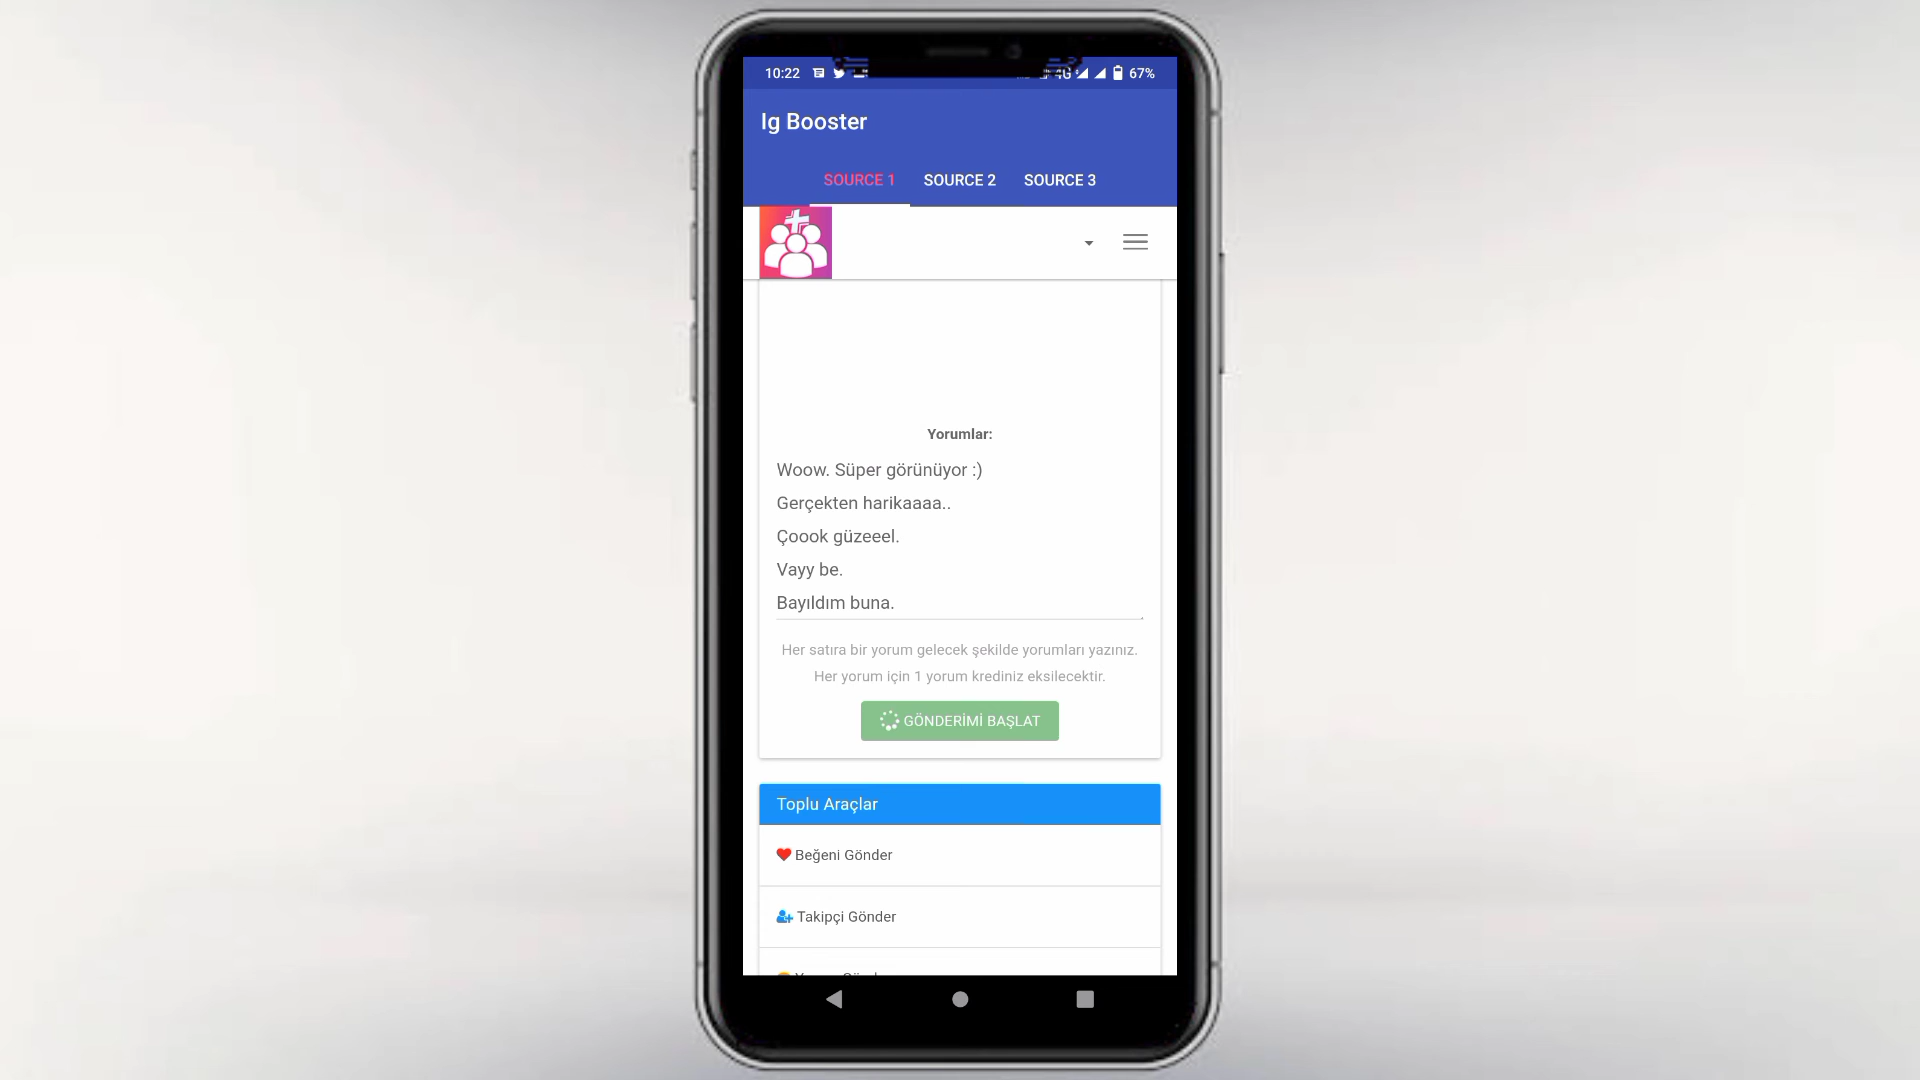 10:22
4G 67%
Ig Booster
SOURCE 1 SOURCE 2 SOURCE 3
Yorumlar:
Woow. Süper görünüyor :)
Gerçekten harikaaaa..
Çoook güzeeel.
Vayy be.
Bayıldım buna.
Her satıra bir yorum gelecek şekilde yorumları yazınız.
Her yorum için 1 yorum krediniz eksilecektir.
GÖNDERİMİ BAŞLAT
Toplu Araçlar
Beğeni Gönder
Takipçi Gönder